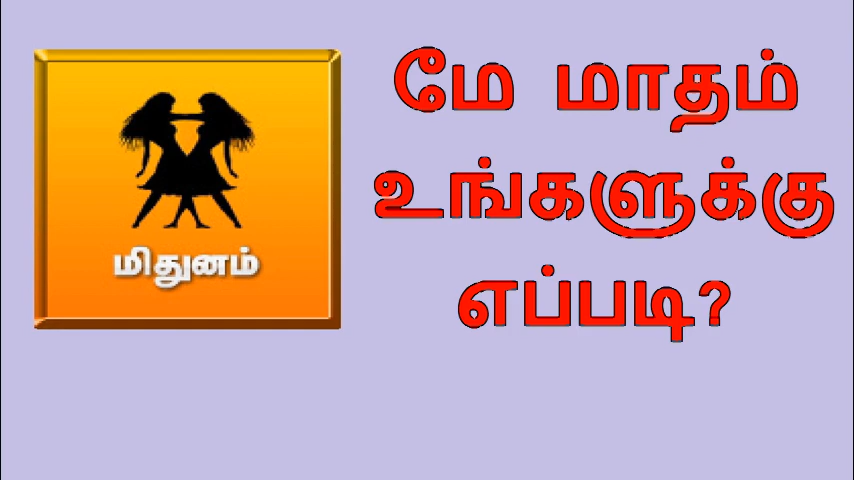 மிதுனம்
மே மாதம்
உங்களுக்கு
எப்படி?